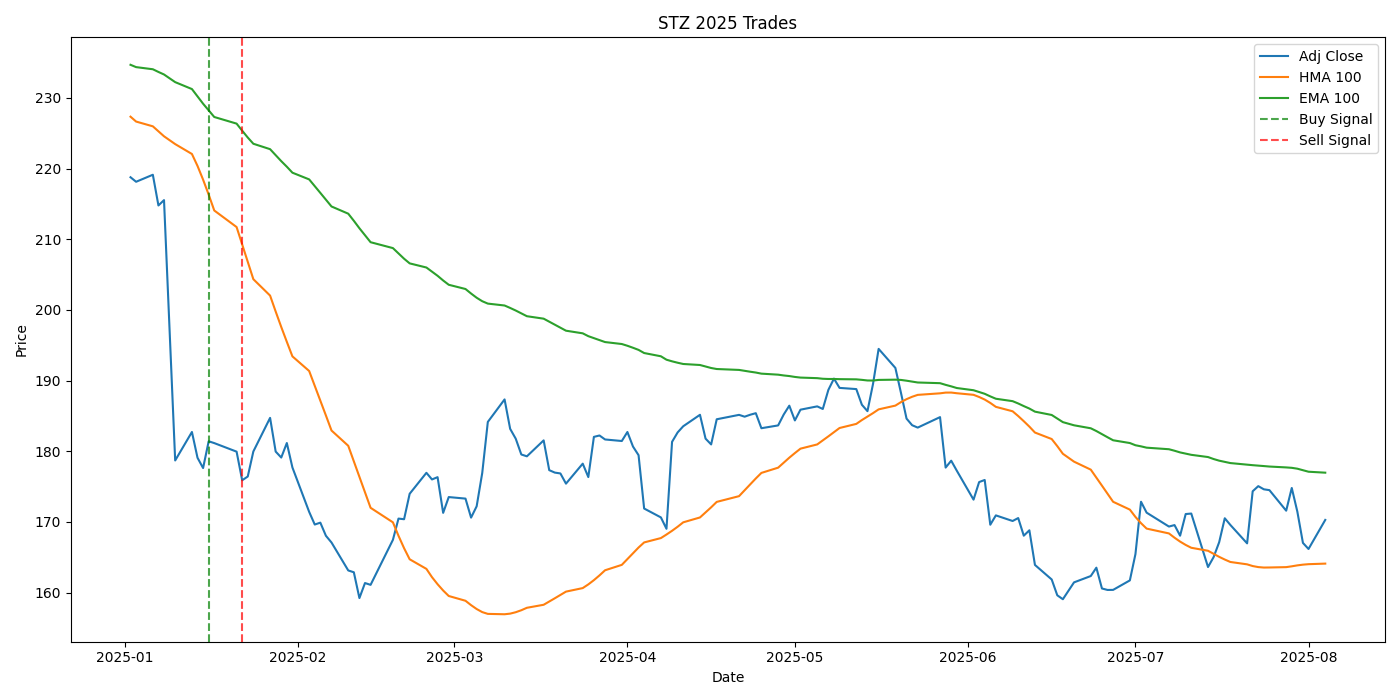 STZ 2025 Trades
Adj Close
HMA 100
EMA 100
Buy Signal
Sell Signal
Price
230
220
210
200
190
180
170
160
2025-01
2025-02
2025-03
2025-04
2025-05
2025-06
2025-07
2025-08
Date